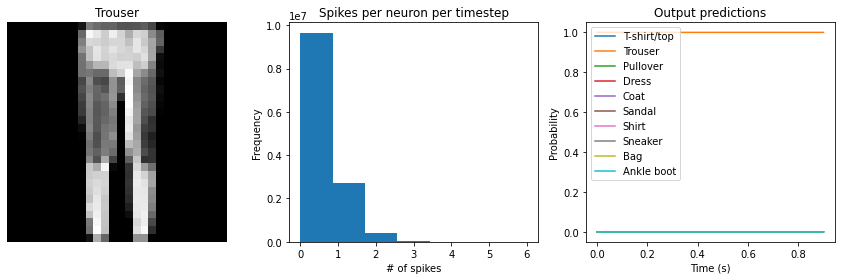 Trouser
Spikes per neuron per timestep
1e7
1.0
0.8
0.6
0.4
0.2
0.0
Frequency
0 1 2 3 4 5 6
# of spikes
Output predictions
1.0
0.8
0.6
0.4
0.2
0.0
Probability
T-shirt/top
Trouser
Pullover
Dress
Coat
Sandal
Shirt
Sneaker
Bag
Ankle boot
0.0 0.2 0.4 0.6 0.8
Time (s)